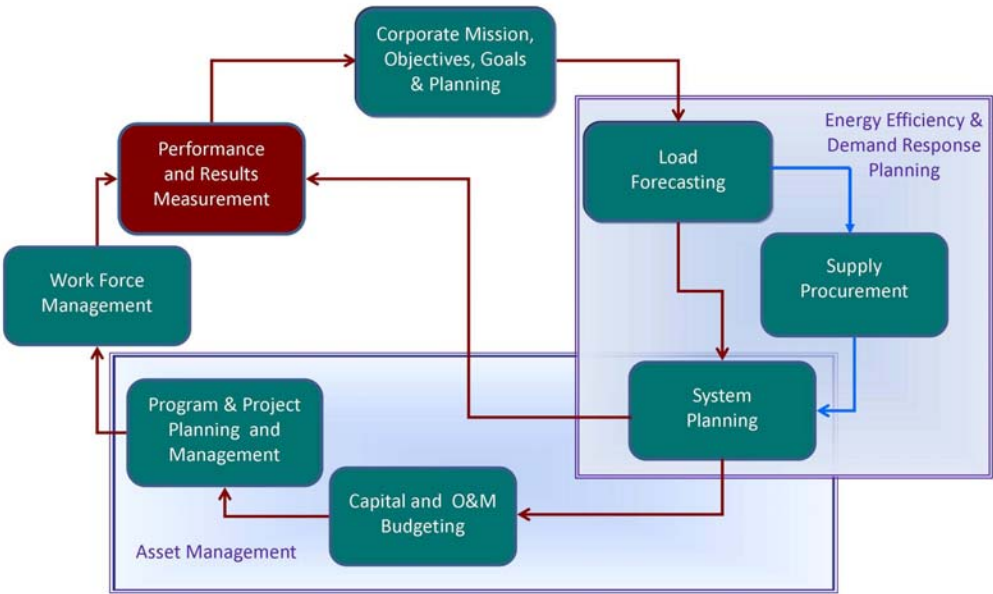 Corporate Mission,
Objectives, Goals
& Planning
Energy Efficiency &
Demand Response
Planning
Load
Forecasting
Performance
and Results
Measurement
Supply
Procurement
Work Force
Management
System
Planning
Program & Project
Planning and
Management
Capital and O&M
Budgeting
Asset Management